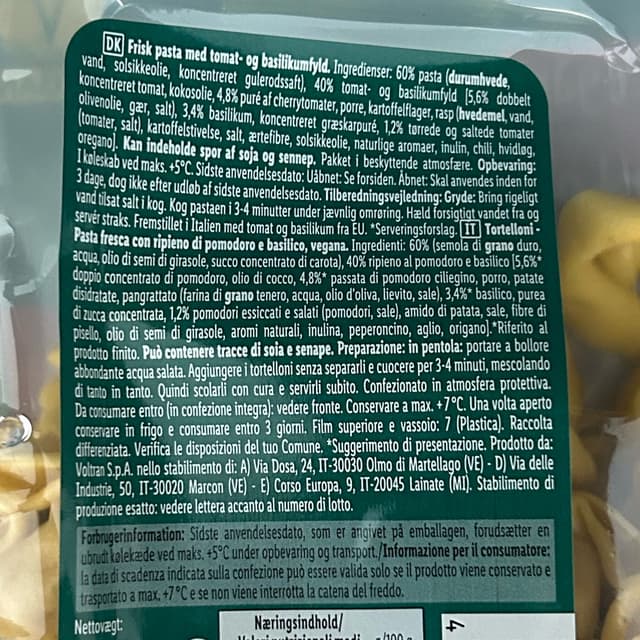 DK Frisk pasta med tomat- og basilikumfyld. Ingredienser: 60% pasta (durumhvede,
vand, solsikkeolie, koncentreret gulerodssaft), 40% tomat- og basilikumfyld [5,6% dobbelt
koncentreret tomat, kokosolie, 4,8% puré af cherrytomater, porre, kartoffelflager, rasp (hvedemel, vand,
olivenolie, gær, salt), 3,4% basilikum, koncentreret græskarpuré, 1,2% tørrede og saltede tomater
(tomater, salt), kartoffelstivelse, salt, ærtefibre, solsikkeolie, naturlige aromaer, inulin, chili, hvidløg,
oregano]. Kan indeholde spor af soja og sennep. Pakket i beskyttende atmosfære. Opbevaring:
I køleskab ved maks. +5°C. Sidste anvendelsesdato: Uåbnet: Se forsiden. Åbnet: Skal anvendes inden for
3 dage, dog ikke efter udløb af sidste anvendelsesdato. Tilberedningsvejledning: Gryde: Bring rigeligt
vand tilsat salt i kog. Kog pastaen i 3-4 minutter under jævnlig omrøring. Hæld forsigtigt vandet fra og
servér straks. Fremstillet i Italien med tomat og basilikum fra EU. *Serveringsforslag. IT Tortelloni -
Pasta fresca con ripieno di pomodoro e basilico, vegana. Ingredienti: 60% (semola di grano duro,
acqua, olio di semi di girasole, succo concentrato di carota), 40% ripieno al pomodoro e basilico [5,6%*
doppio concentrato di pomodoro, olio di cocco, 4,8%* passata di pomodoro ciliegino, porro, patate
disidratate, pangrattato (farina di grano tenero, acqua, olio d'oliva, lievito, sale), 3,4%* basilico, purea
di zucca concentrata, 1,2% pomodori essiccati e salati (pomodori, sale), amido di patata, sale, fibre di
pisello, olio di semi di girasole, aromi naturali, inulina, peperoncino, aglio, origano].*Riferito al
prodotto finito. Può contenere tracce di soia e senape. Preparazione: in pentola: portare a bollore
abbondante acqua salata. Aggiungere i tortelloni senza separarli e cuocere per 3-4 minuti, mescolando
di tanto in tanto. Quindi scolarli con cura e servirli subito. Confezionato in atmosfera protettiva.
Da consumare entro (in confezione integra): vedere fronte. Conservare a max. +7°C. Una volta aperto
conservare in frigo e consumare entro 3 giorni. Film superiore e vassoio: 7 (Plastica). Raccolta
differenziata. Verifica le disposizioni del tuo Comune. *Suggerimento di presentazione. Prodotto da:
Voltran S.p.A. nello stabilimento di: A) Via Dosa, 24, IT-30030 Olmo di Martellago (VE) - D) Via delle
Industrie, 50, IT-30020 Marcon (VE) - E) Corso Europa, 9, IT-20045 Lainate (MI). Stabilimento di
produzione esatto: vedere lettera accanto al numero di lotto.
Forbrugerinformation: Sidste anvendelsesdato, som er angivet på emballagen, forudsætter en
ubrudt kølekæde ved maks. +5°C under opbevaring og transport./Informazione per il consumatore:
la data di scadenza indicata sulla confezione può essere valida solo se il prodotto viene conservato e
trasportato a max. +7°C e se non viene interrotta la catena del freddo.
Nettovægt:
Næringsindhold/
4